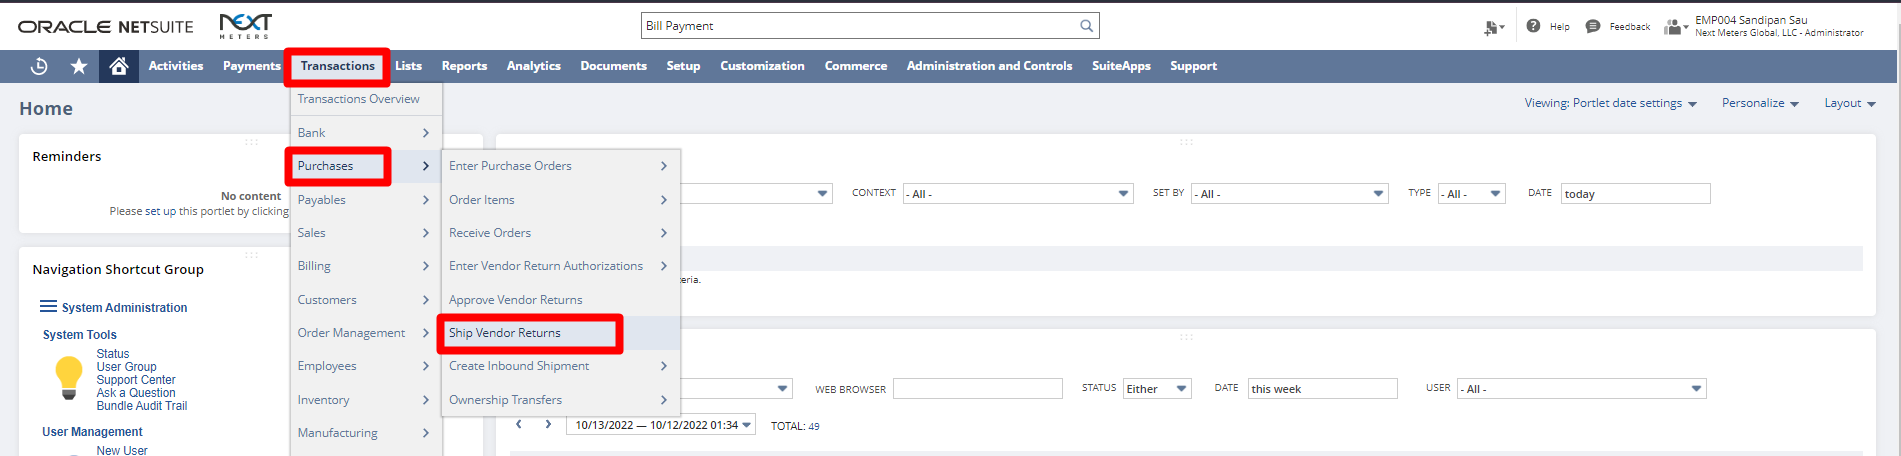 ORACLE NETSUITE
NEXT
METERS
Bill Payment
Help
Feedback
EMP004 Sandipan Sau
Next Meters Global, LLC - Administrator
Activities
Payments
Transactions
Lists
Reports
Analytics
Documents
Setup
Customization
Commerce
Administration and Controls
SuiteApps
Support
Home
Viewing: Portlet date settings
Personalize
Layout
Transactions Overview
Bank
Purchases
Payables
Sales
Billing
Customers
Order Management
Employees
Inventory
Manufacturing
Enter Purchase Orders
Order Items
Receive Orders
Enter Vendor Return Authorizations
Approve Vendor Returns
Ship Vendor Returns
Create Inbound Shipment
Ownership Transfers
Reminders
No content
Please set up this portlet by clicking
Navigation Shortcut Group
System Administration
System Tools
Status
User Group
Support Center
Ask a Question
Bundle Audit Trail
User Management
New User
CONTEXT
- All -
SET BY
- All -
TYPE
- All -
DATE
today
teria.
WEB BROWSER
STATUS
Either
DATE
this week
USER
- All -
10/13/2022 — 10/12/2022 01:34
TOTAL: 49